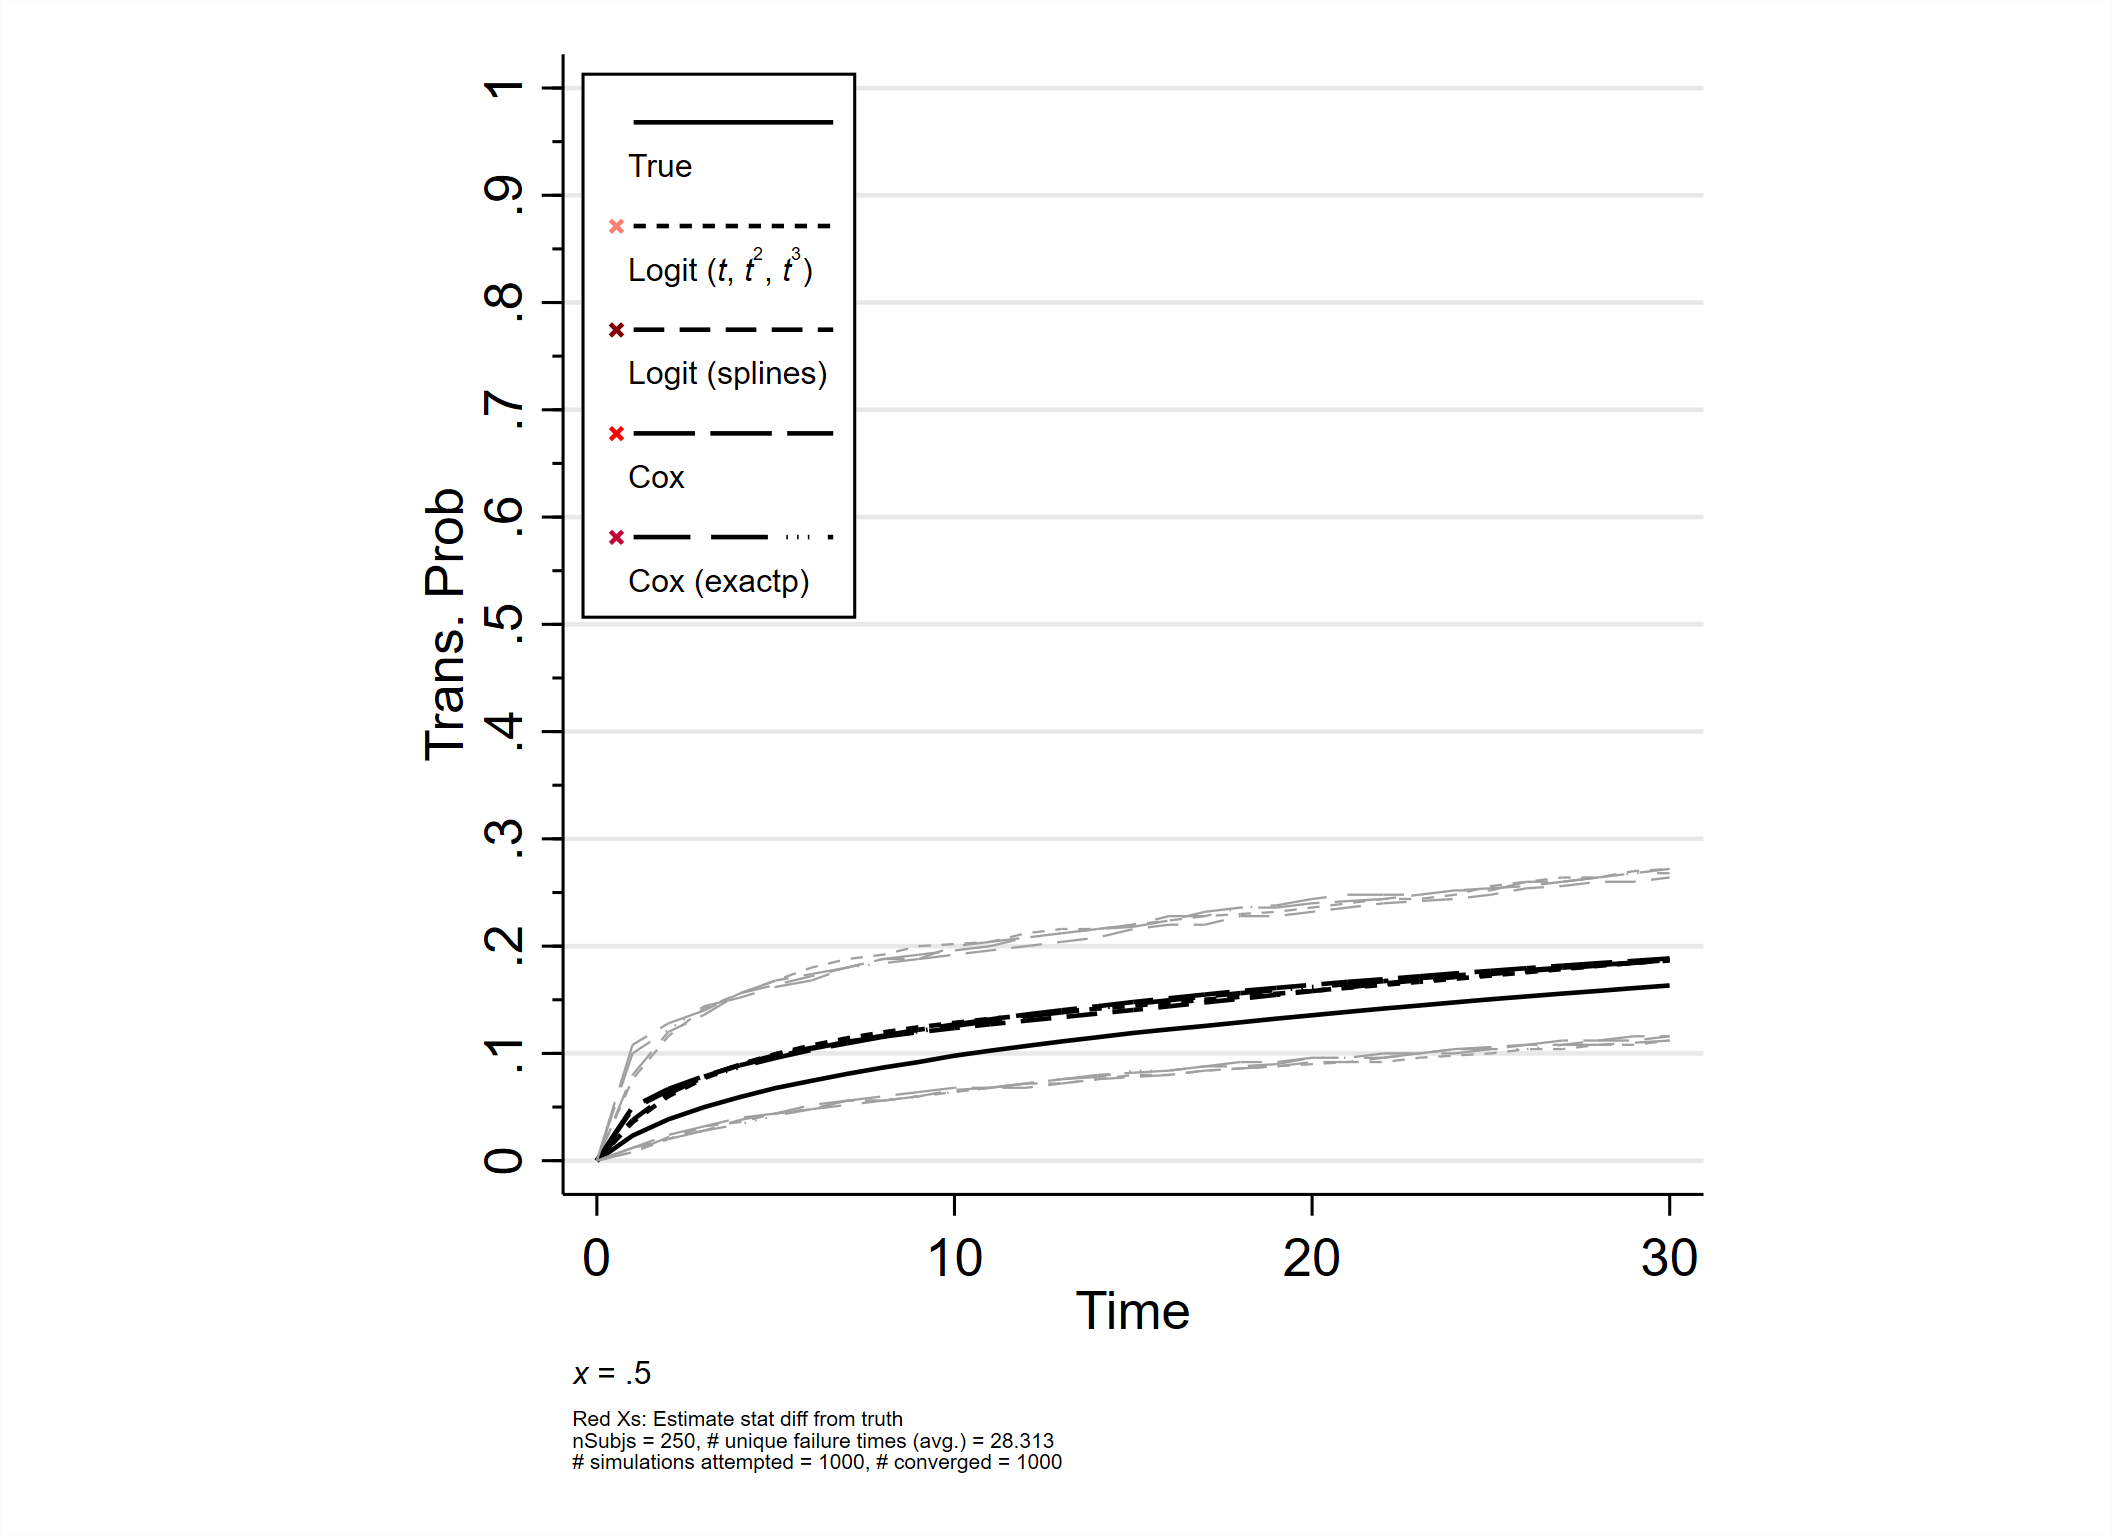 1
.9
.8
.7
.6
.5
.4
.3
.2
.1
0
Trans. Prob
True
Logit (t, t², t³)
Logit (splines)
Cox
Cox (exactp)
0 10 20 30
Time
x = .5
Red Xs: Estimate stat diff from truth
nSubjs = 250, # unique failure times (avg.) = 28.313
# simulations attempted = 1000, # converged = 1000